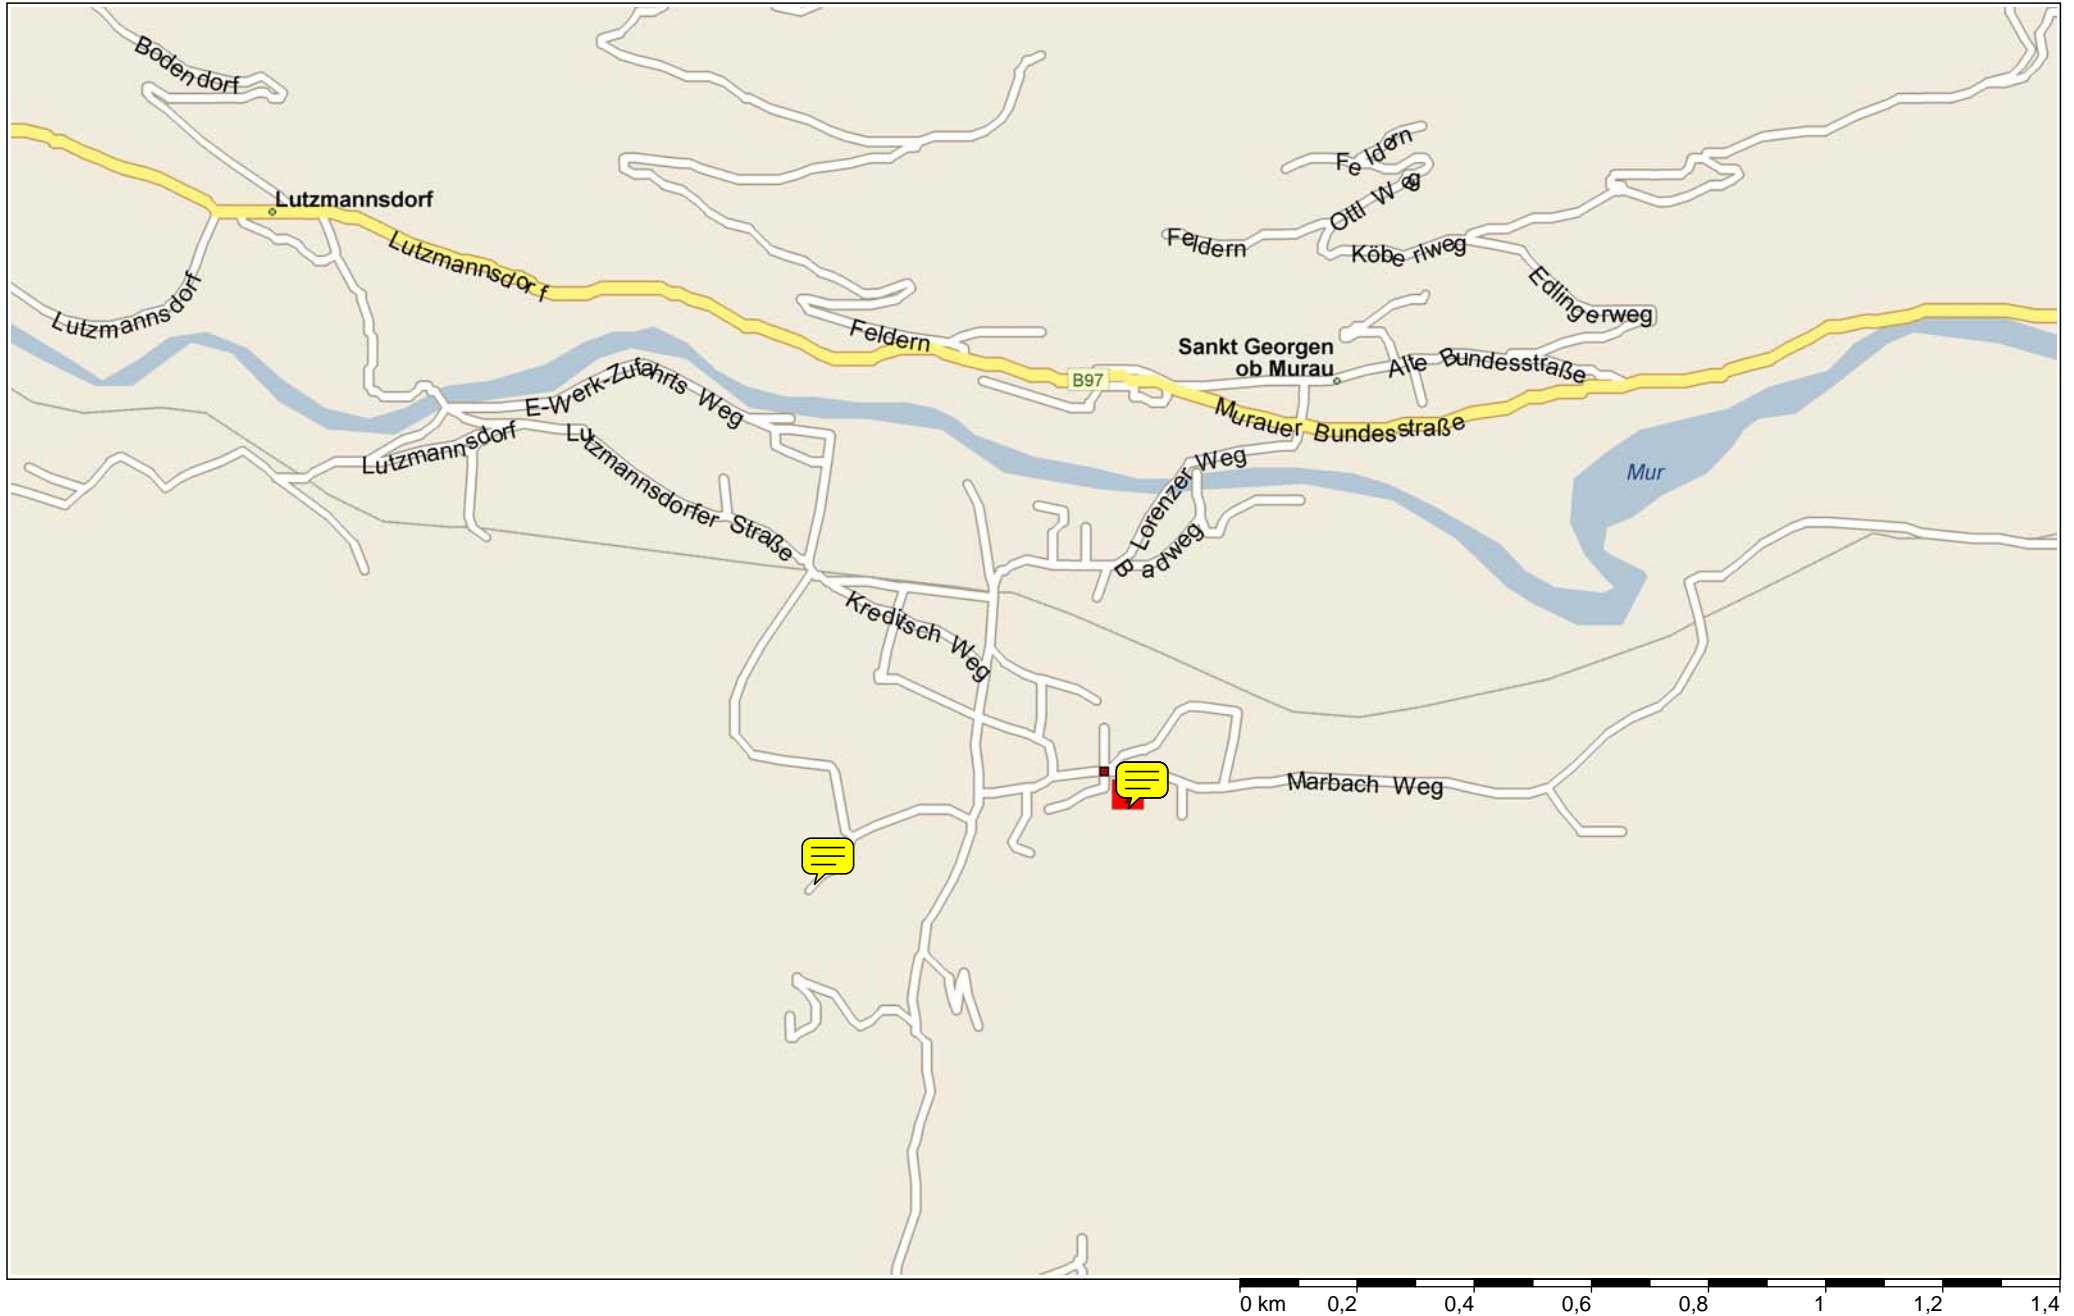 Bodendorf
Lutzmannsdorf
Lutzmannsdorf
Lutzmannsdorf
Feldern
Ottl Weg
Feldern
Köberlweg
Edlingerweg
Feldern
Sankt Georgen
ob Murau
Alte Bundesstraße
B97
Murauer Bundesstraße
E-Werk-Zufahrts Weg
Lutzmannsdorf
Lutzmannsdorfer Straße
Lorenzer Weg
Badweg
Mur
Kreditsch Weg
Marbach Weg
0 km 0,2 0,4 0,6 0,8 1 1,2 1,4